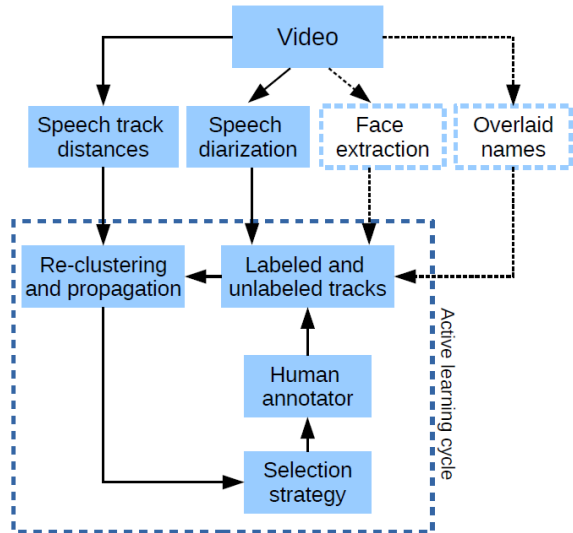 Video
Speech track
distances
Speech
diarization
Face
extraction
Overlaid
names
Re-clustering
and propagation
Labeled and
unlabeled tracks
Human
annotator
Selection
strategy
Active learning cycle